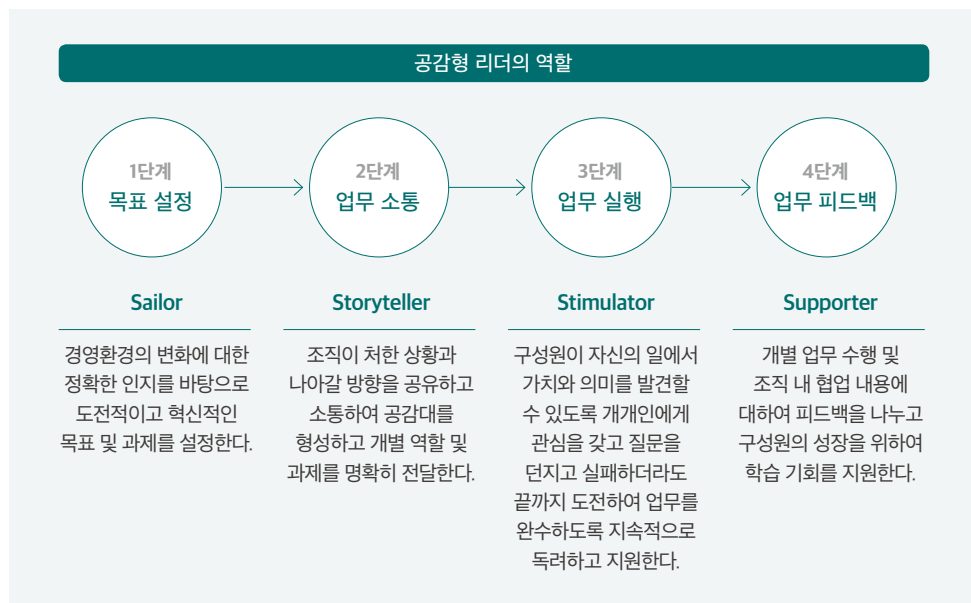 공감형 리더의 역할
1단계
목표 설정
2단계
업무 소통
3단계
업무 실행
4단계
업무 피드백
Sailor
경영환경의 변화에 대한
정확한 인지를 바탕으로
도전적이고 혁신적인
목표 및 과제를 설정한다.
Storyteller
조직이 처한 상황과
나아갈 방향을 공유하고
소통하여 공감대를
형성하고 개별 역할 및
과제를 명확히 전달한다.
Stimulator
구성원이 자신의 일에서
가치와 의미를 발견할
수 있도록 개개인에게
관심을 갖고 질문을
던지고 실패하더라도
끝까지 도전하여 업무를
완수하도록 지속적으로
독려하고 지원한다.
Supporter
개별 업무 수행 및
조직 내 협업 내용에
대하여 피드백을 나누고
구성원의 성장을 위하여
학습 기회를 지원한다.